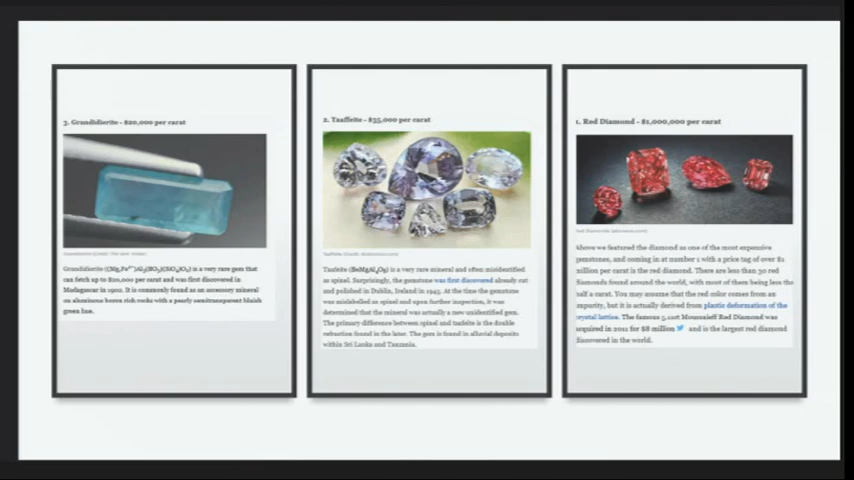 3. Grandidierite - $20,000 per carat
Grandidierite (Credit: The New Yorker)
Grandidierite ((Mg,Fe²⁺)Al₃(BO₃)(SiO₄)O₂) is a very rare gem that
can fetch up to $20,000 per carat and was first discovered in
Madagascar in 1902. It is commonly found as an accessory mineral
on aluminous boron rich rocks with a pearly semitransparent bluish
green hue.
2. Taaffeite - $35,000 per carat
Taaffeite (BeMgAl₄O₈) is a very rare mineral and often misidentified
as spinel. Surprisingly, the gemstone was first discovered already cut
and polished in Dublin, Ireland in 1945. At the time the gemstone
was mislabelled as spinel and upon further inspection, it was
determined that the mineral was actually a new unidentified gem.
The primary difference between spinel and taafeite is the double
refraction found in the later. The gem is found in alluvial deposits
within Sri Lanka and Tanzania.
1. Red Diamond - $1,000,000 per carat
Above we featured the diamond as one of the most expensive
gemstones, and coming in at number 1 with a price tag of over $1
million per carat is the red diamond. There are less than 30 red
diamonds found around the world, with most of them being less than
half a carat. You may assume that the red color comes from an
impurity, but it is actually derived from plastic deformation of the
crystal lattice. The famous 5.11ct Moussaieff Red Diamond was
acquired in 2011 for $8 million and is the largest red diamond
discovered in the world.